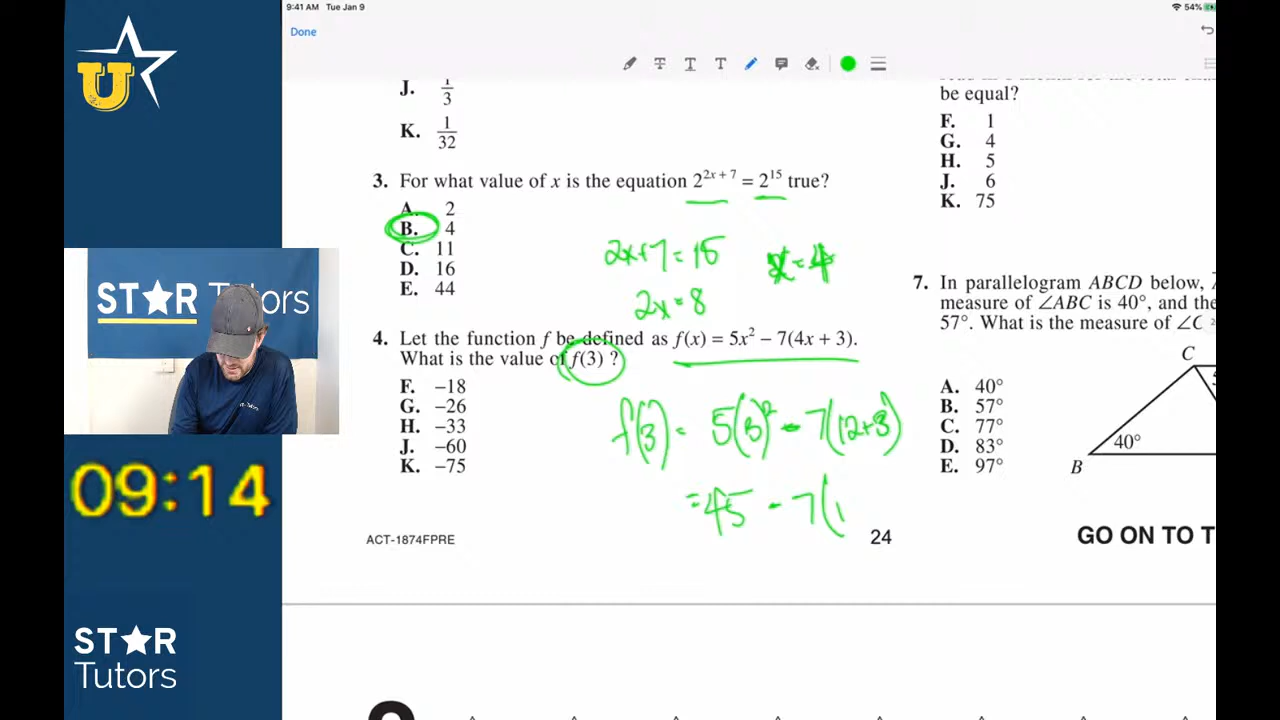 9:41 AM Tue Jan 9
54%
Done
U
J. 1/3
K. 1/32
3. For what value of x is the equation 2^{2x + 7} = 2^{15} true?
A. 2
B. 4
C. 11
D. 16
E. 44
2x+7=15
x=4
2x=8
4. Let the function f be defined as f(x) = 5x² − 7(4x + 3).
What is the value of f(3) ?
F. −18
G. −26
H. −33
J. −60
K. −75
f(3) = 5(3)² - 7(12+3)
=45 - 7(1
ACT-1874FPRE
24
be equal?
F. 1
G. 4
H. 5
J. 6
K. 75
7. In parallelogram ABCD below,
measure of ∠ABC is 40°, and the
57°. What is the measure of ∠C
A. 40°
B. 57°
C. 77°
D. 83°
E. 97°
C
40°
B
GO ON TO T
STAR Tutors
09:14
STAR
Tutors